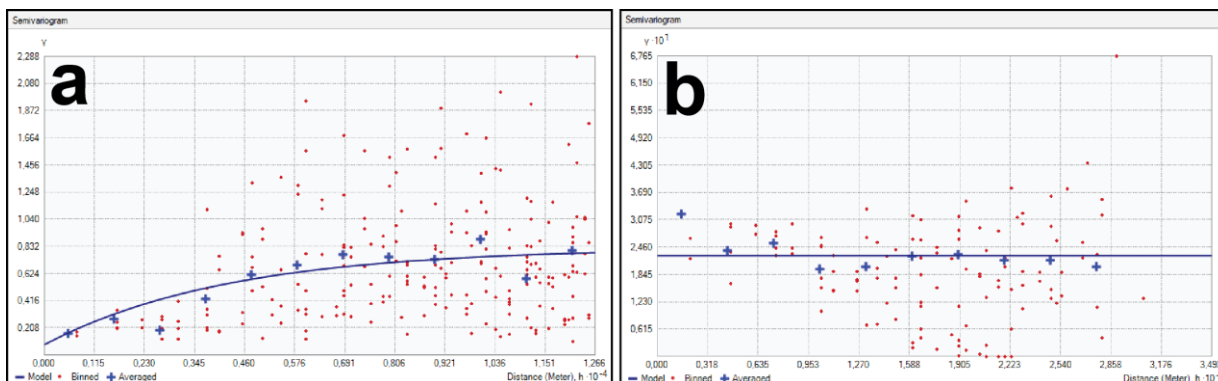 Semivariogram
γ
a
2.288
2.080
1.872
1.664
1.456
1.248
1.040
0.832
0.624
0.416
0.208
0,000 0,115 0,230 0,345 0,460 0,576 0,691 0,806 0,921 1,036 1,151 1,266
Model Binned Averaged Distance (Meter), h ·10⁻⁴
Semivariogram
b
6,765
6,150
5,535
4,920
4,305
3,690
3,075
2,460
1,845
1,230
0,615
0,000 0,318 0,635 0,953 1,270 1,588 1,905 2,223 2,540 2,858 3,176 3,493
Model Binned Averaged